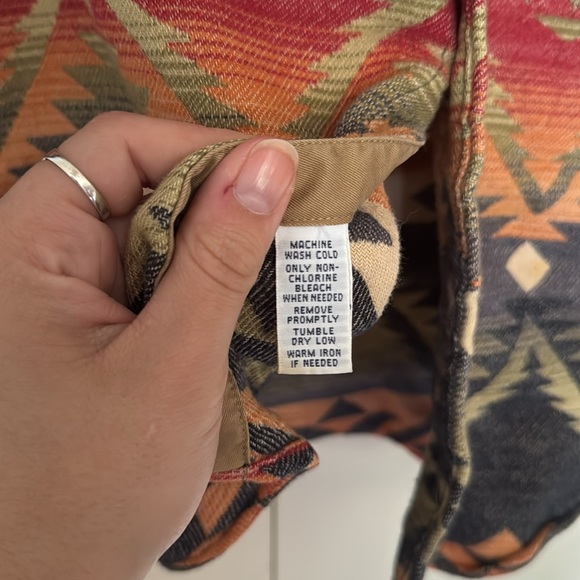 MACHINE
WASH COLD
ONLY NON-
CHLORINE
BLEACH
WHEN NEEDED
REMOVE
PROMPTLY
TUMBLE
DRY LOW
WARM IRON
IF NEEDED